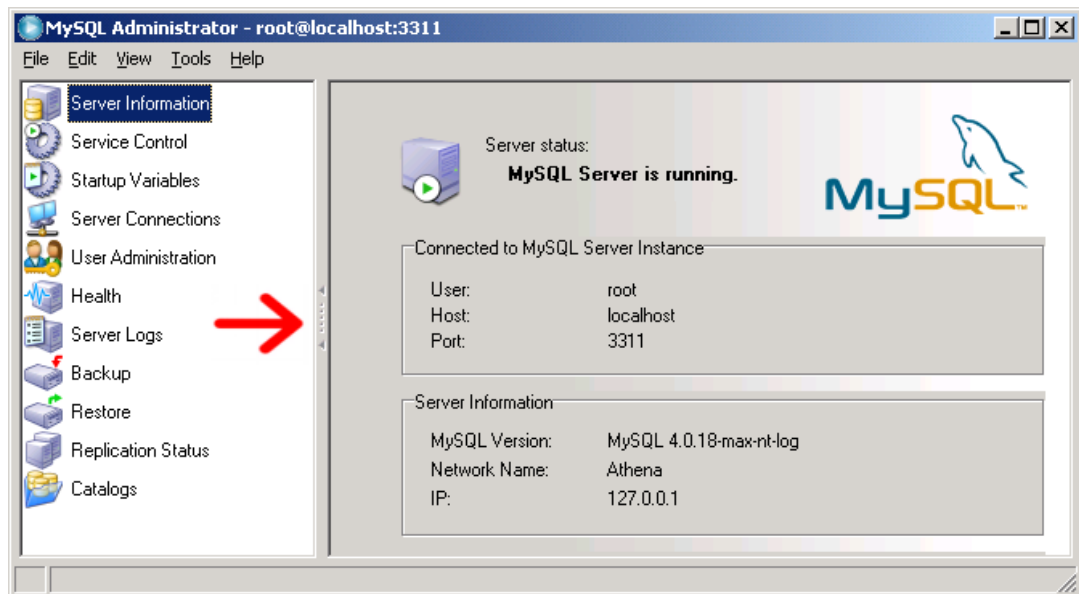 MySQL Administrator - root@localhost:3311
File Edit View Tools Help
Server Information
Service Control
Startup Variables
Server Connections
User Administration
Health
Server Logs
Backup
Restore
Replication Status
Catalogs
Server status:
MySQL Server is running.
MySQL™
Connected to MySQL Server Instance
User: root
Host: localhost
Port: 3311
Server Information
MySQL Version: MySQL 4.0.18-max-nt-log
Network Name: Athena
IP: 127.0.0.1